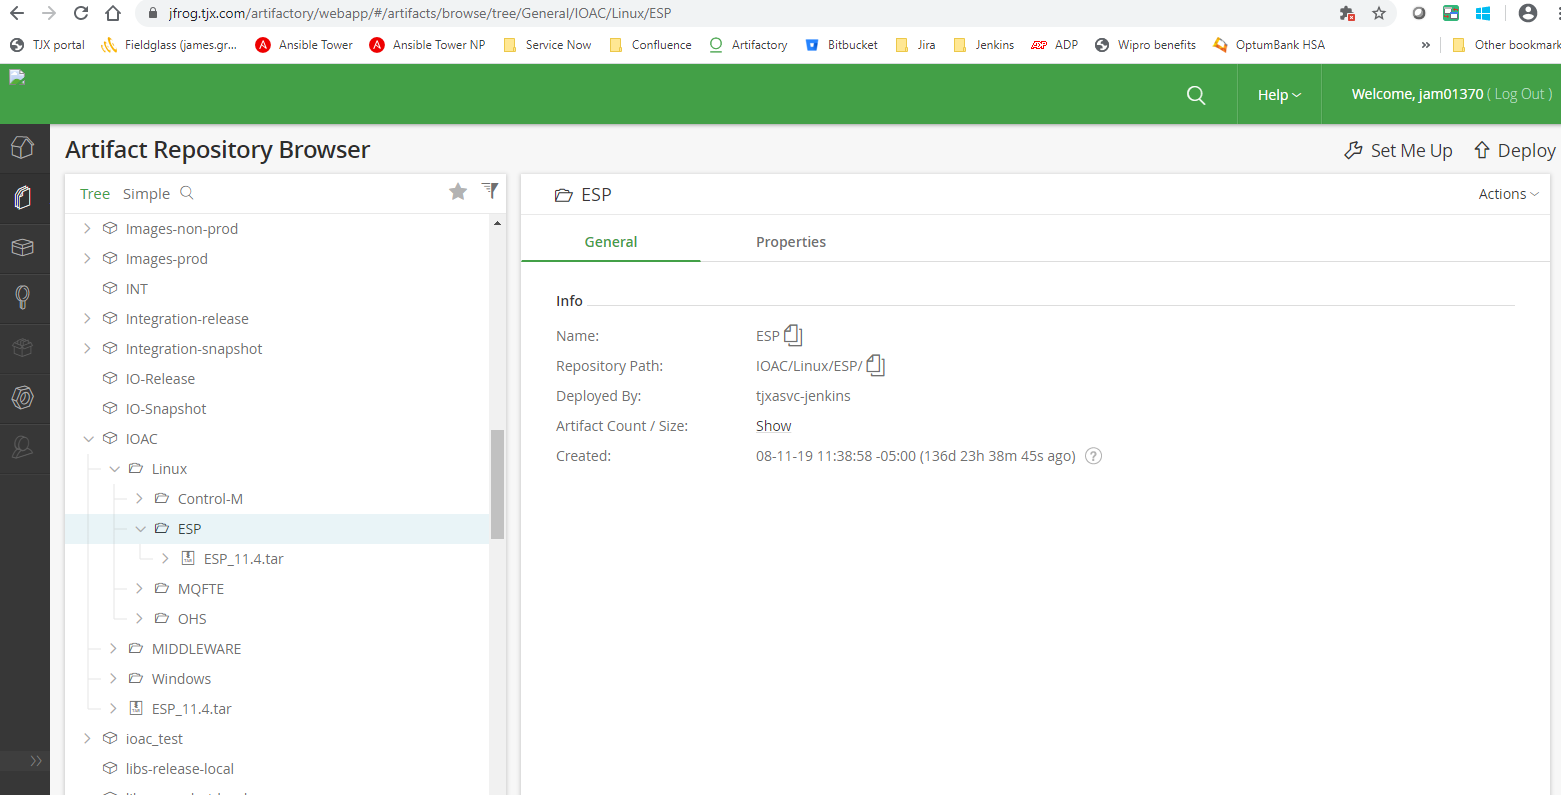 jfrog.tjx.com/artifactory/webapp/#/artifacts/browse/tree/General/IOAC/Linux/ESP
TJX portal Fieldglass (james.gr... Ansible Tower Ansible Tower NP Service Now Confluence Artifactory Bitbucket Jira Jenkins ADP Wipro benefits OptumBank HSA » Other bookmark
Help Welcome, jam01370 ( Log Out )
Artifact Repository Browser
Set Me Up Deploy
Tree Simple
Images-non-prod
Images-prod
INT
Integration-release
Integration-snapshot
IO-Release
IO-Snapshot
IOAC
Linux
Control-M
ESP
ESP_11.4.tar
MQFTE
OHS
MIDDLEWARE
Windows
ESP_11.4.tar
ioac_test
libs-release-local
ESP
Actions
General Properties
Info
Name: ESP
Repository Path: IOAC/Linux/ESP/
Deployed By: tjxasvc-jenkins
Artifact Count / Size: Show
Created: 08-11-19 11:38:58 -05:00 (136d 23h 38m 45s ago) ?